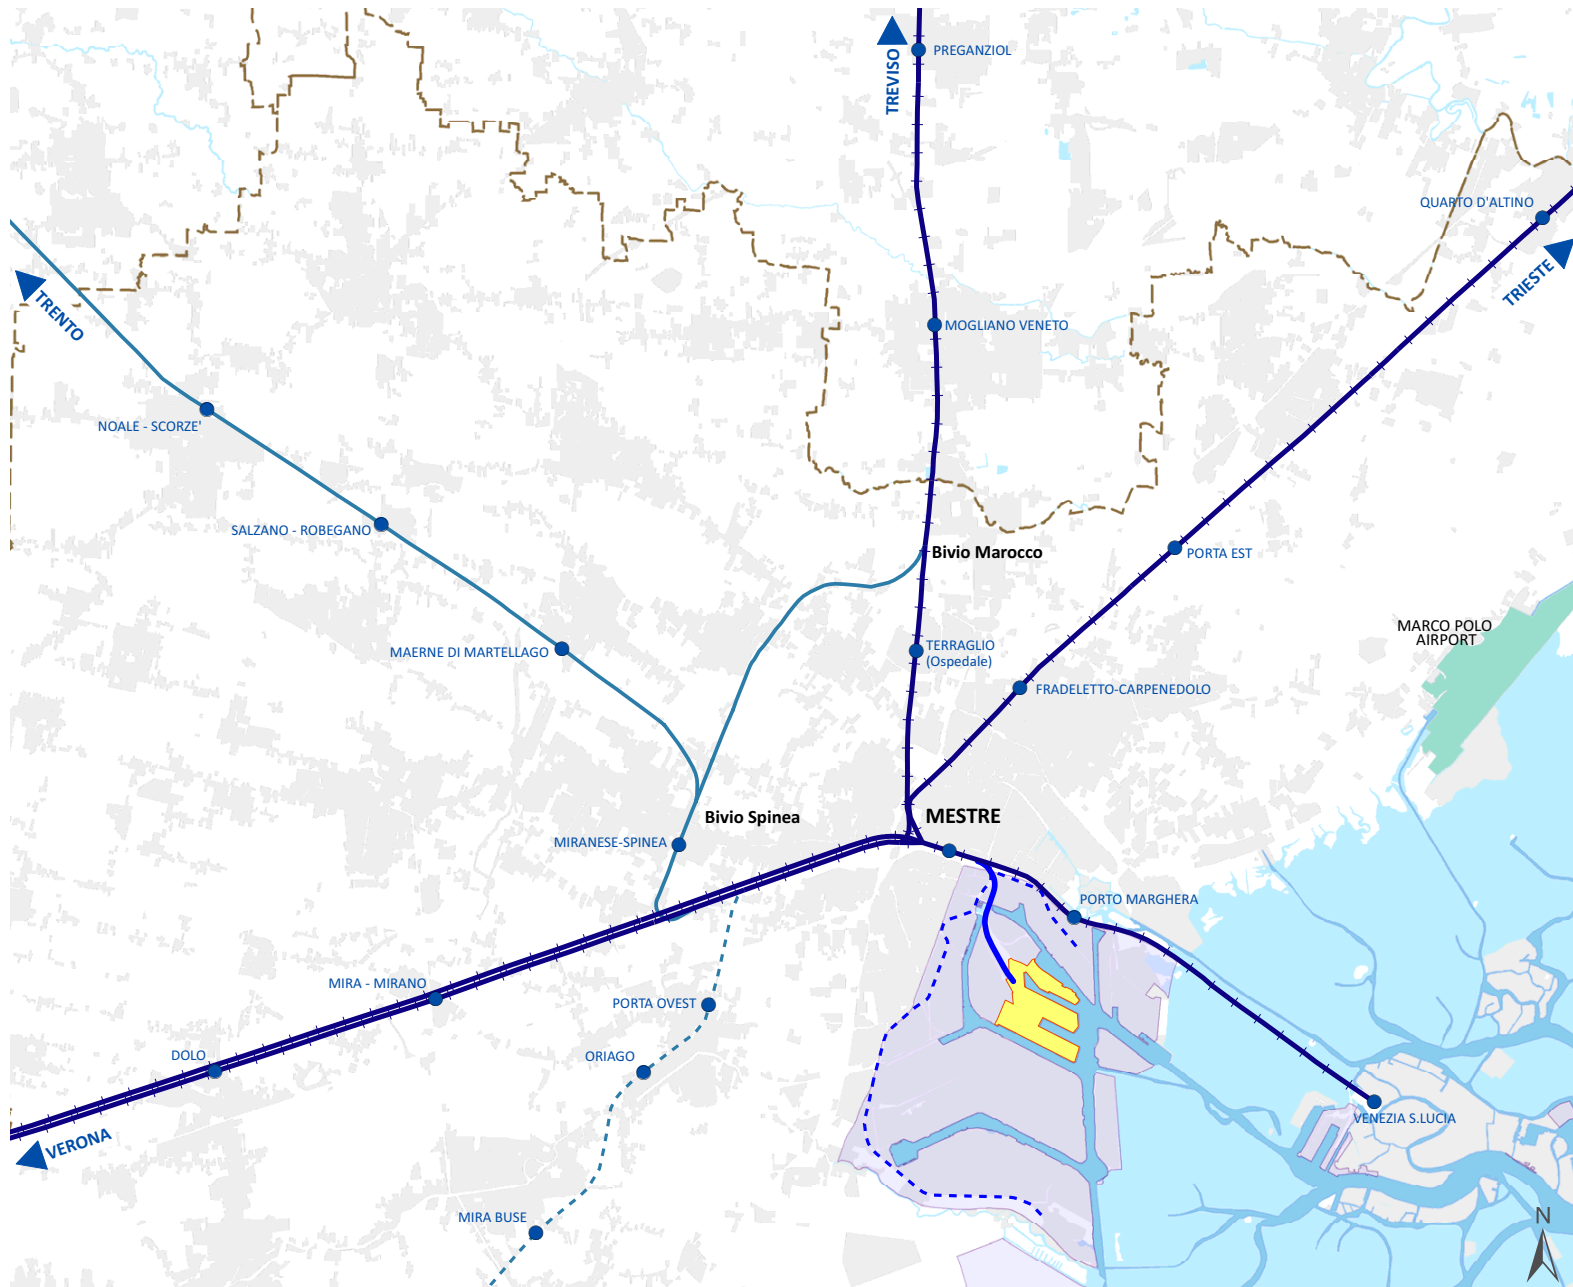 TREVISO
PREGANZIOL
QUARTO D'ALTINO
TRIESTE
TRENTO
MOGLIANO VENETO
NOALE - SCORZE'
SALZANO - ROBEGANO
Bivio Marocco
PORTA EST
MARCO POLO
AIRPORT
MAERNE DI MARTELLAGO
TERRAGLIO
(Ospedale)
FRADELETTO-CARPENEDOLO
Bivio Spinea
MESTRE
MIRANESE-SPINEA
PORTO MARGHERA
MIRA - MIRANO
PORTA OVEST
DOLO
ORIAGO
VENEZIA S.LUCIA
VERONA
MIRA BUSE
N